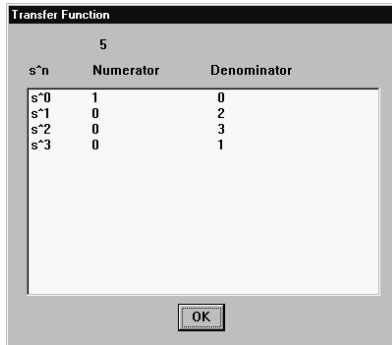 Transfer Function
5
s^n Numerator Denominator
s^0 1 0
s^1 0 2
s^2 0 3
s^3 0 1
OK